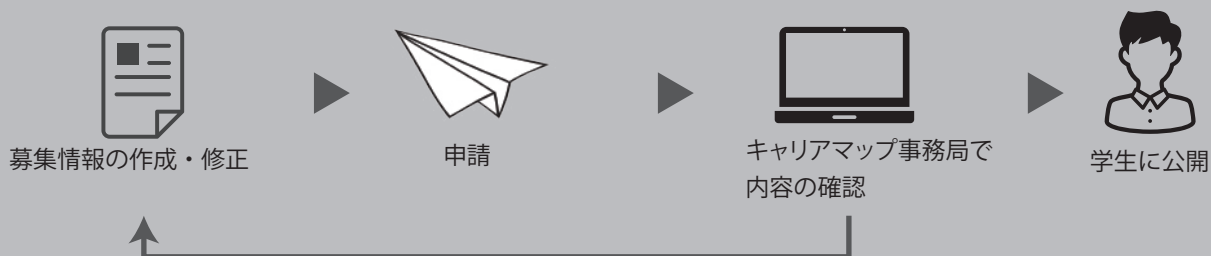 募集情報の作成・修正
申請
キャリアマップ事務局で
内容の確認
学生に公開